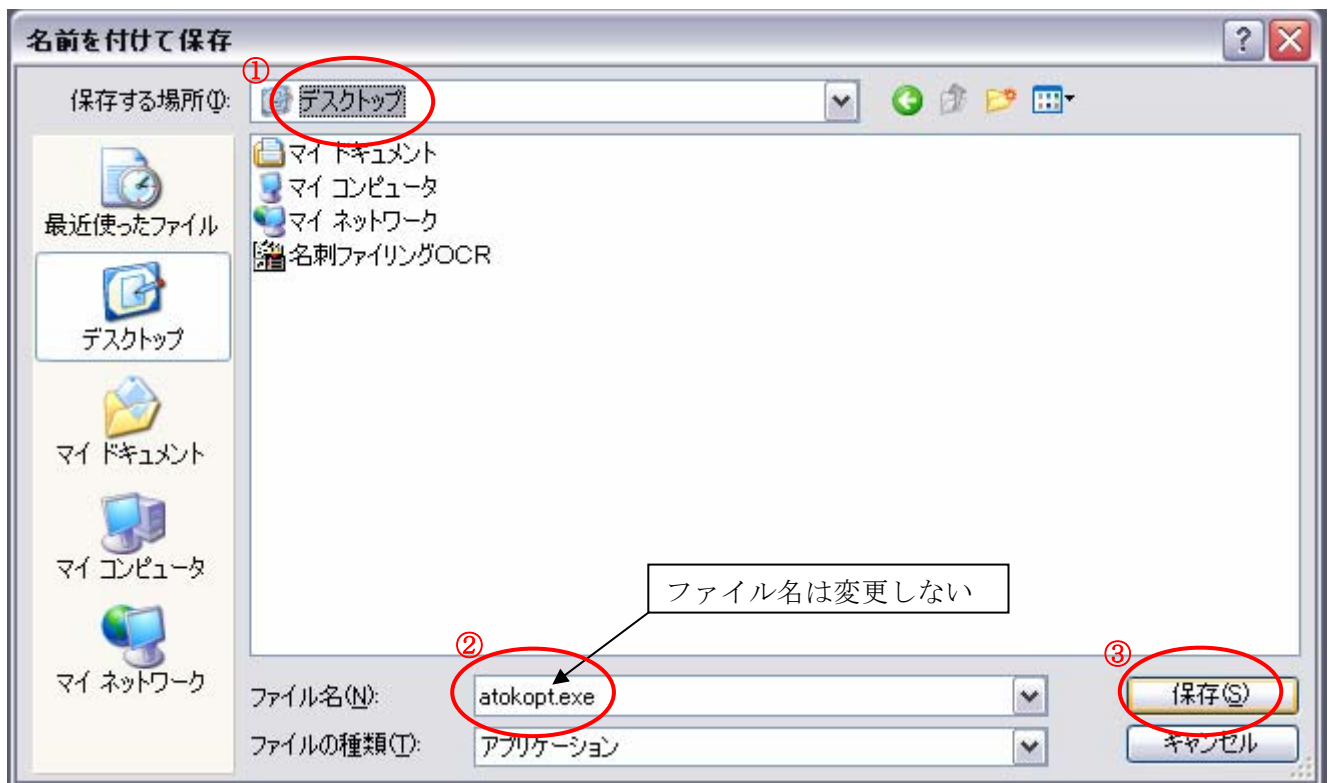 名前を付けて保存
①
保存する場所(I):
デスクトップ
マイ ドキュメント
マイ コンピュータ
マイ ネットワーク
名刺ファイリングOCR
最近使ったファイル
デスクトップ
マイ ドキュメント
マイ コンピュータ
マイ ネットワーク
ファイル名は変更しない
②
③
ファイル名(N):
atokopt.exe
保存(S)
ファイルの種類(T):
アプリケーション
キャンセル